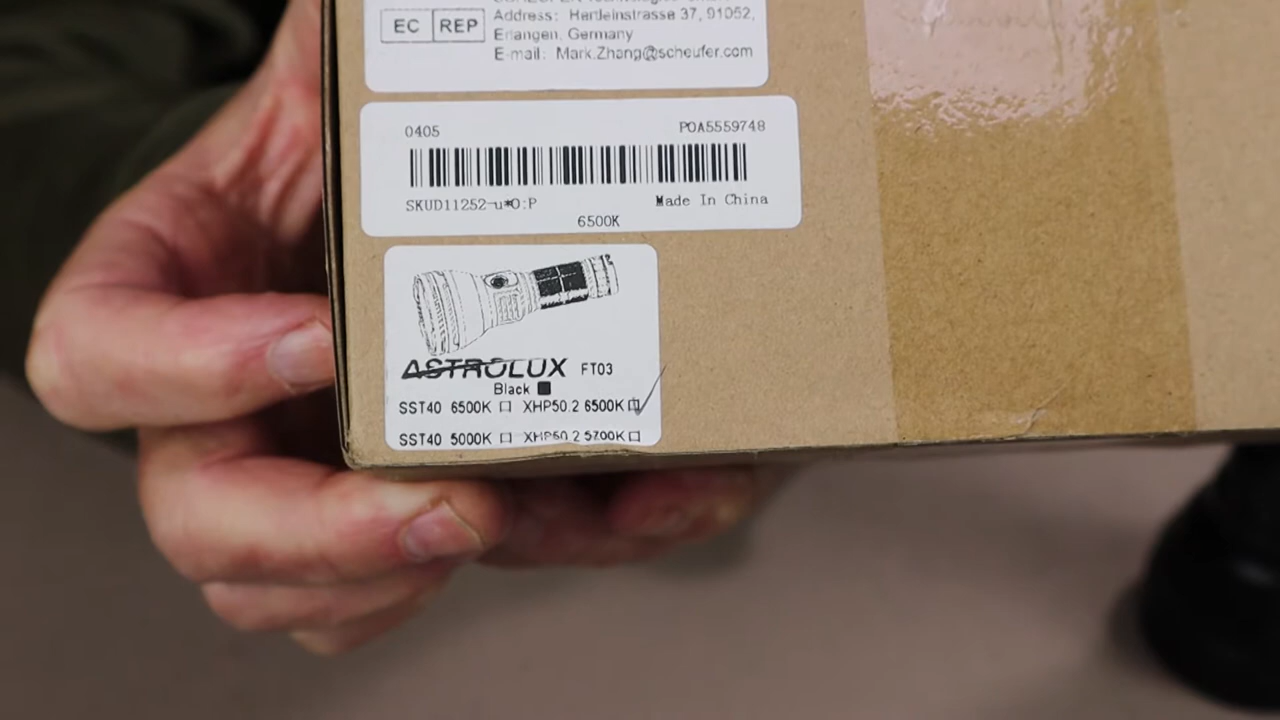 EC REP
Address: Hertleinstrasse 37, 91052,
Erlangen, Germany
E-mail: Mark.Zhang@scheufer.com
0405 POA5559748
SKUD11252-u*O:P Made In China
6500K
ASTROLUX FT03
Black
SST40 6500K XHP50.2 6500K
SST40 5000K XHP50.2 5700K